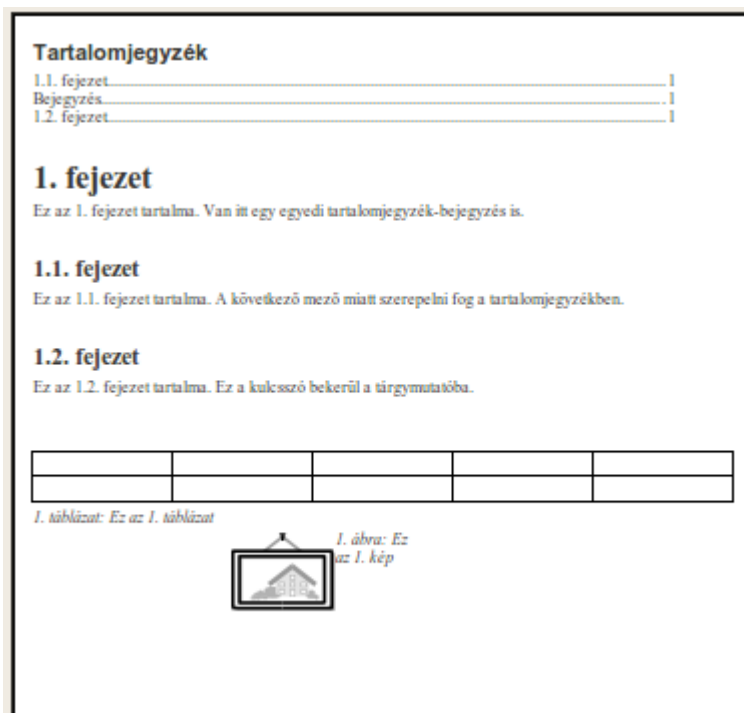 Tartalomjegyzék
1.1. fejezet 1
Bejegyzés 1
1.2. fejezet 1
1. fejezet
Ez az 1. fejezet tartalma. Van itt egy egyedi tartalomjegyzék-bejegyzés is.
1.1. fejezet
Ez az 1.1. fejezet tartalma. A következő mező miatt szerepelni fog a tartalomjegyzékben.
1.2. fejezet
Ez az 1.2. fejezet tartalma. Ez a kulcsszó bekerül a tárgymutatóba.
1. táblázat: Ez az 1. táblázat
1. ábra: Ez
az 1. kép